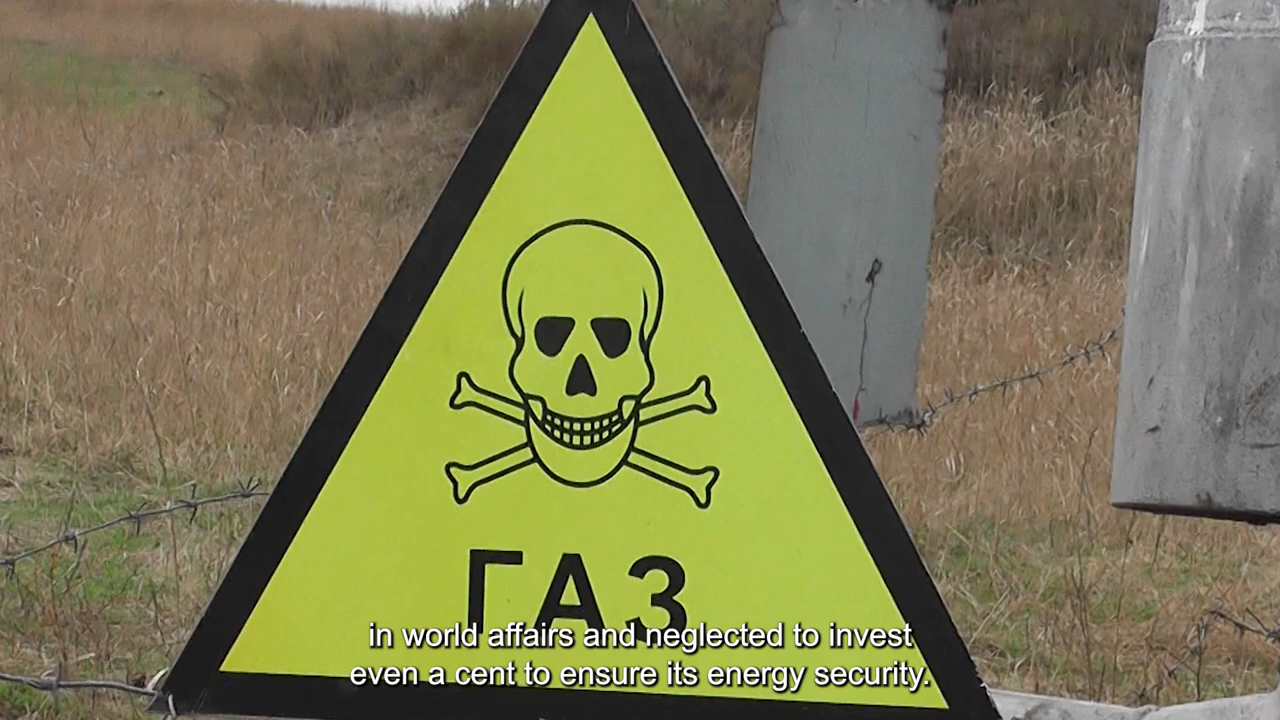 ГАЗ
in world affairs and neglected to invest
even a cent to ensure its energy security.